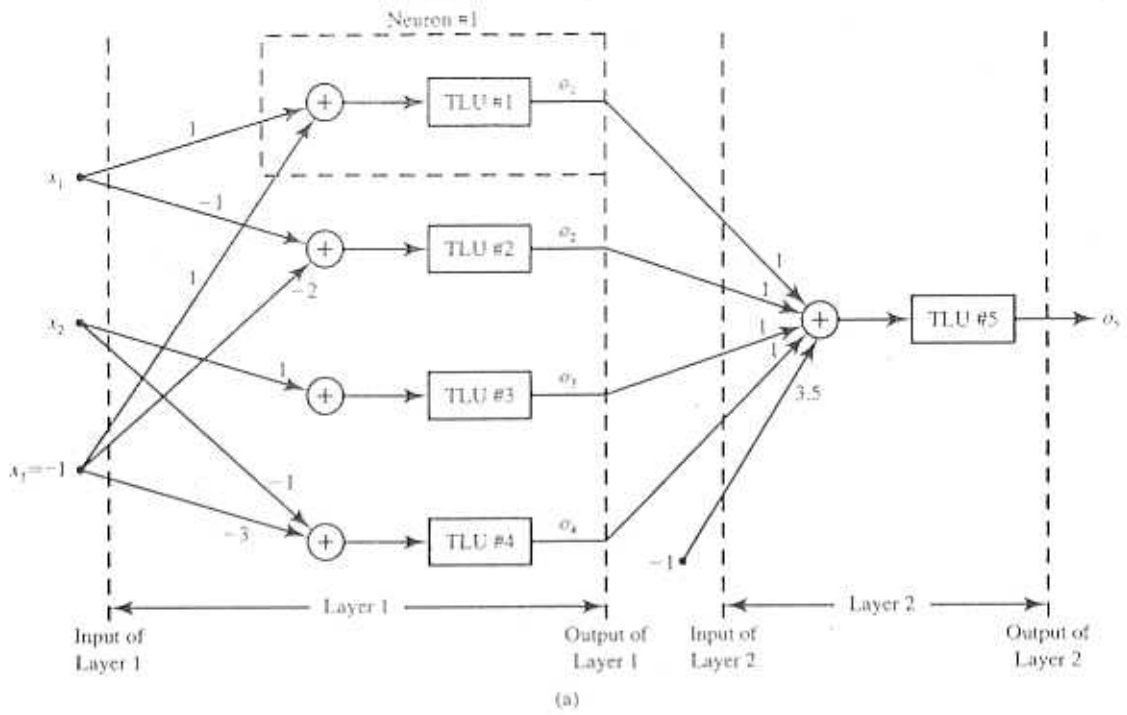 Neuron #1
1
TLU #1
o₁
x₁
−1
TLU #2
o₂
1
−2
1
1
x₂
1
TLU #3
o₃
1
1
TLU #5
o₅
3.5
x₃=−1
−1
−3
TLU #4
o₄
−1
Layer 1
Layer 2
Input of
Layer 1
Output of
Layer 1
Input of
Layer 2
Output of
Layer 2
(a)